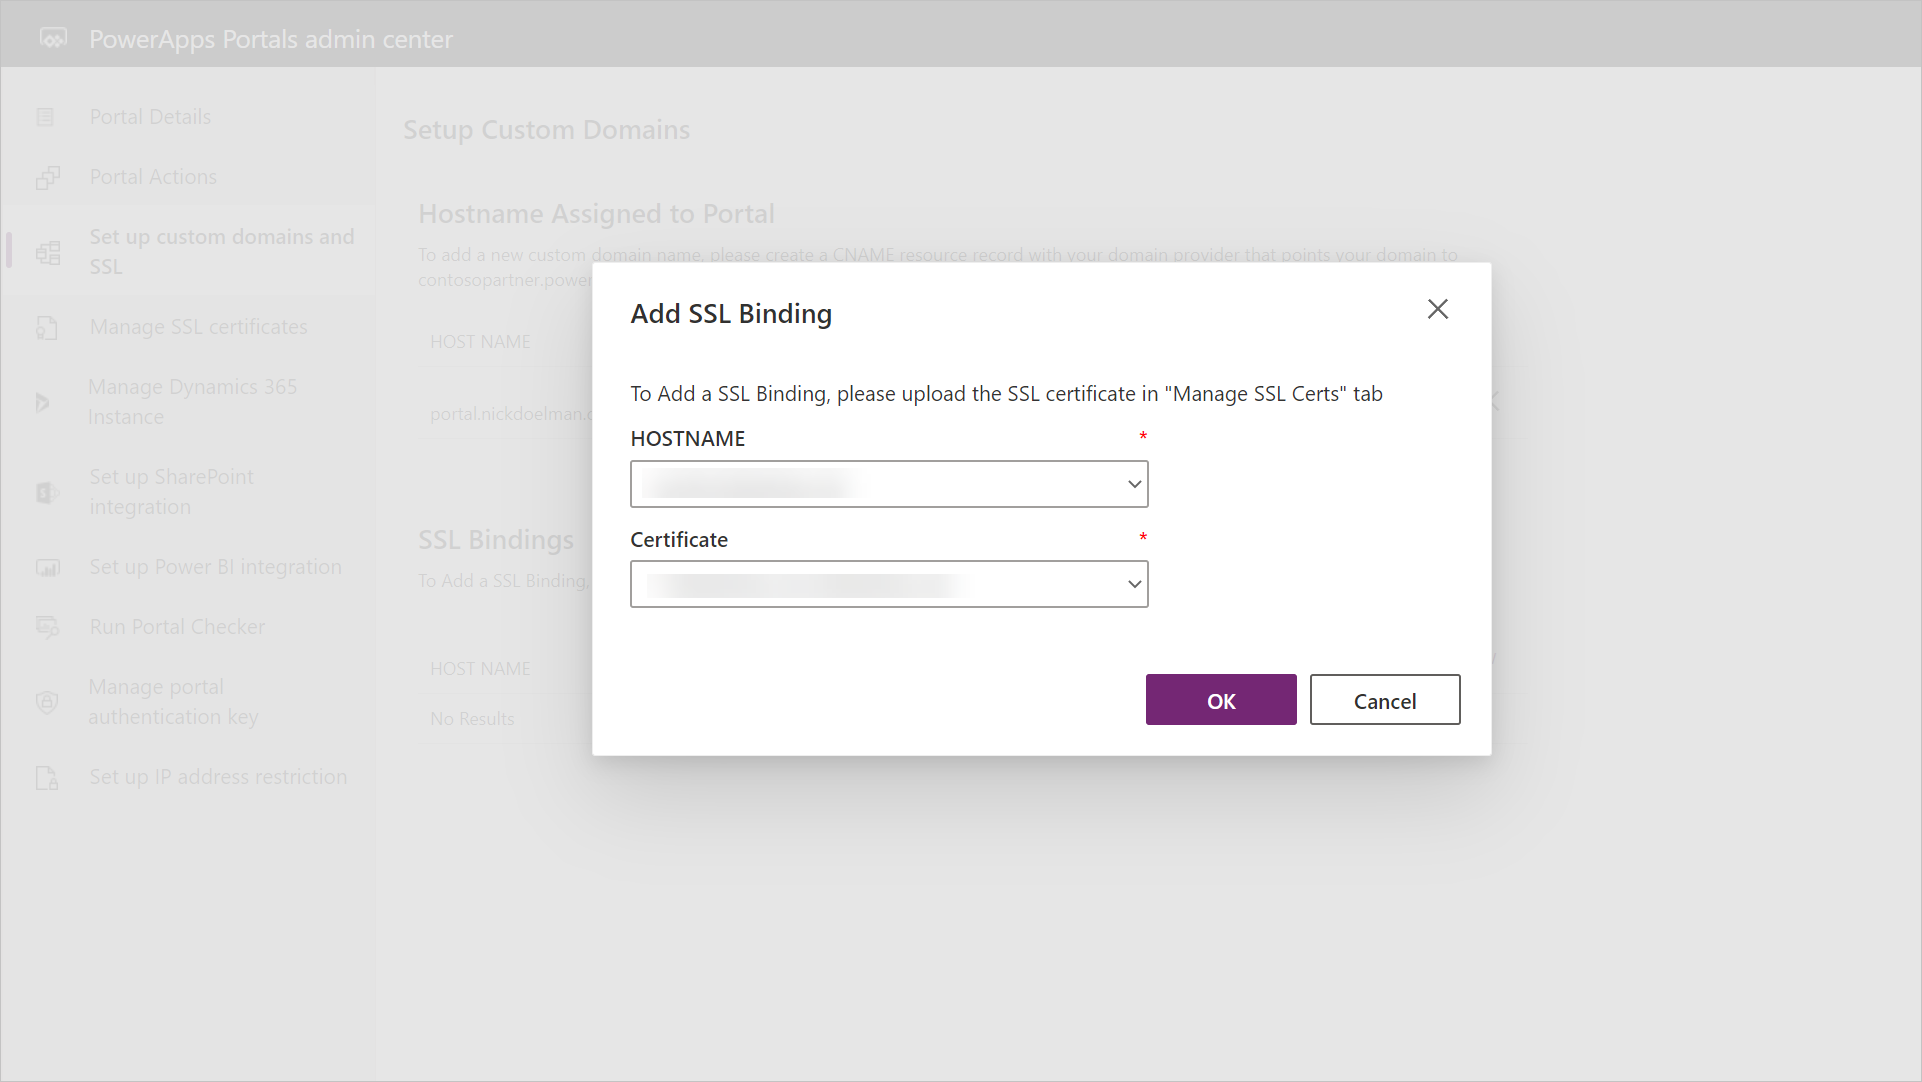 PowerApps Portals admin center
Portal Details
Portal Actions
Set up custom domains and
SSL
Manage SSL certificates
Manage Dynamics 365
Instance
Set up SharePoint
integration
Set up Power BI integration
Run Portal Checker
Manage portal
authentication key
Set up IP address restriction
Setup Custom Domains
Hostname Assigned to Portal
To add a new custom domain name, please create a CNAME resource record with your domain provider that points your domain to
contosopartner.power
HOST NAME
portal.nickdoelman.c
SSL Bindings
To Add a SSL Binding,
HOST NAME
No Results
Add SSL Binding
To Add a SSL Binding, please upload the SSL certificate in "Manage SSL Certs" tab
HOSTNAME *
Certificate *
OK Cancel